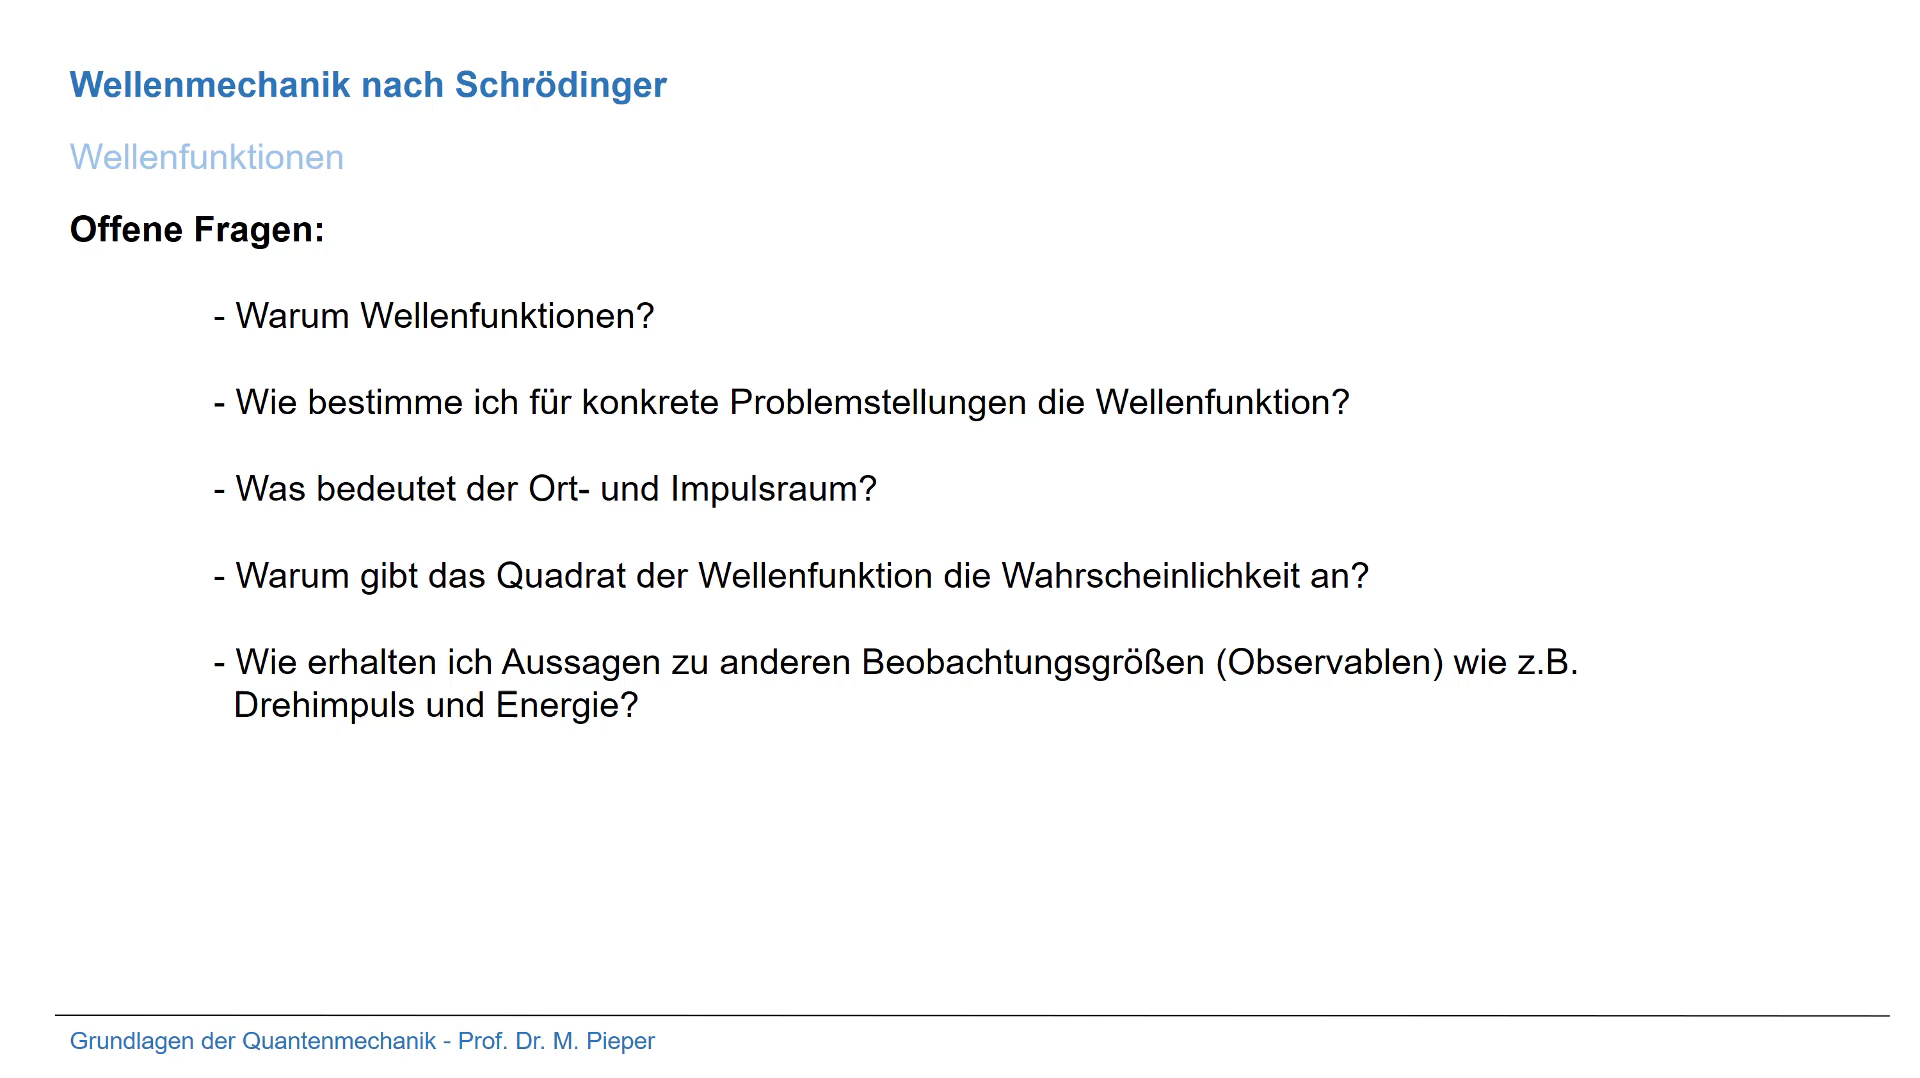 Wellenmechanik nach Schrödinger
Wellenfunktionen
Offene Fragen:
- Warum Wellenfunktionen?
- Wie bestimme ich für konkrete Problemstellungen die Wellenfunktion?
- Was bedeutet der Ort- und Impulsraum?
- Warum gibt das Quadrat der Wellenfunktion die Wahrscheinlichkeit an?
- Wie erhalten ich Aussagen zu anderen Beobachtungsgrößen (Observablen) wie z.B.
Drehimpuls und Energie?
Grundlagen der Quantenmechanik - Prof. Dr. M. Pieper